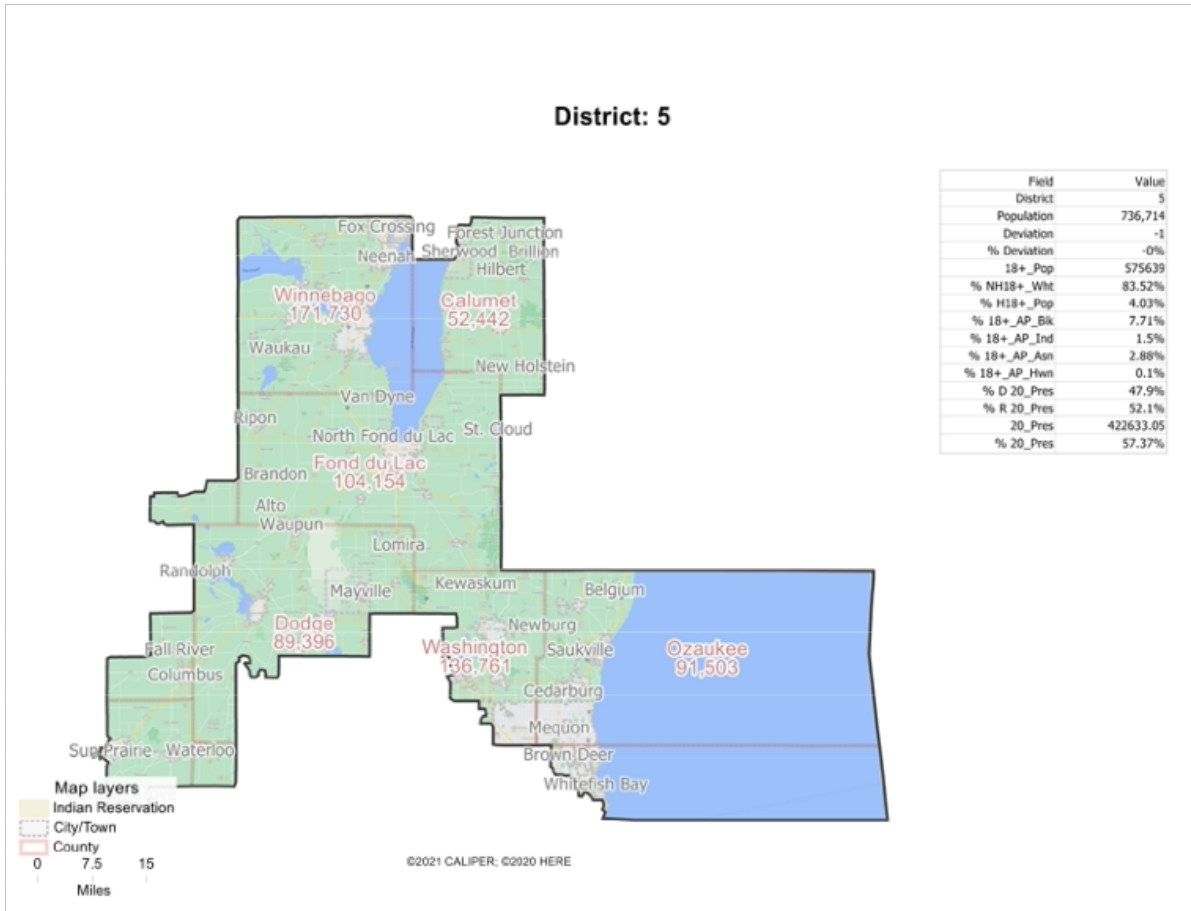 District: 5
Field Value
District 5
Population 736,714
Deviation -1
% Deviation -0%
18+_Pop 575639
% NH18+_Wht 83.52%
% H18+_Pop 4.03%
% 18+_AP_Blk 7.71%
% 18+_AP_Ind 1.5%
% 18+_AP_Asn 2.88%
% 18+_AP_Hwn 0.1%
% D 20_Pres 47.9%
% R 20_Pres 52.1%
20_Pres 422633.05
% 20_Pres 57.37%
Fox Crossing
Forest Junction
Neenah
Sherwood
Brillion
Hilbert
Winnebago
171,730
Calumet
52,442
Waukau
New Holstein
Van Dyne
Ripon
North Fond du Lac
St. Cloud
Fond du Lac
104,154
Brandon
Alto
Waupun
Lomira
Randolph
Mayville
Kewaskum
Belgium
Dodge
89,396
Newburg
Washington
136,761
Saukville
Ozaukee
91,503
Fall River
Columbus
Cedarburg
Mequon
Sun Prairie
Waterloo
Brown Deer
Whitefish Bay
Map layers
Indian Reservation
City/Town
County
0 7.5 15
Miles
©2021 CALIPER; ©2020 HERE